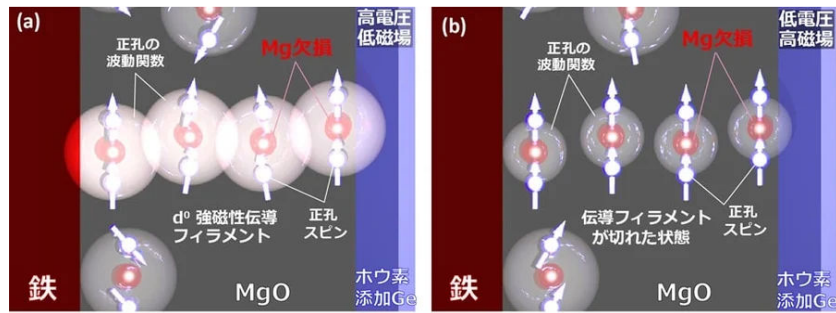 (a)
高電圧
低磁場
正孔の
波動関数
Mg欠損
d⁰ 強磁性伝導
フィラメント
正孔
スピン
鉄
MgO
ホウ素
添加Ge
(b)
低電圧
高磁場
正孔の
波動関数
Mg欠損
伝導フィラメント
が切れた状態
正孔
スピン
鉄
MgO
ホウ素
添加Ge